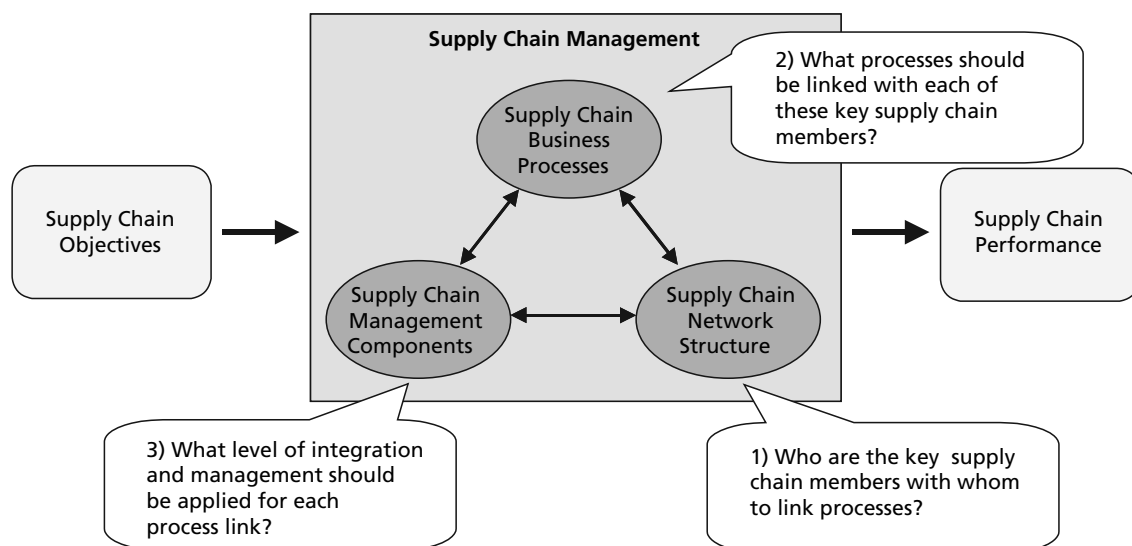 Supply Chain Management
2) What processes should
be linked with each of
these key supply chain
members?
Supply Chain
Business
Processes
Supply Chain
Objectives
Supply Chain
Performance
Supply Chain
Management
Components
Supply Chain
Network
Structure
3) What level of integration
and management should
be applied for each
process link?
1) Who are the key supply
chain members with whom
to link processes?